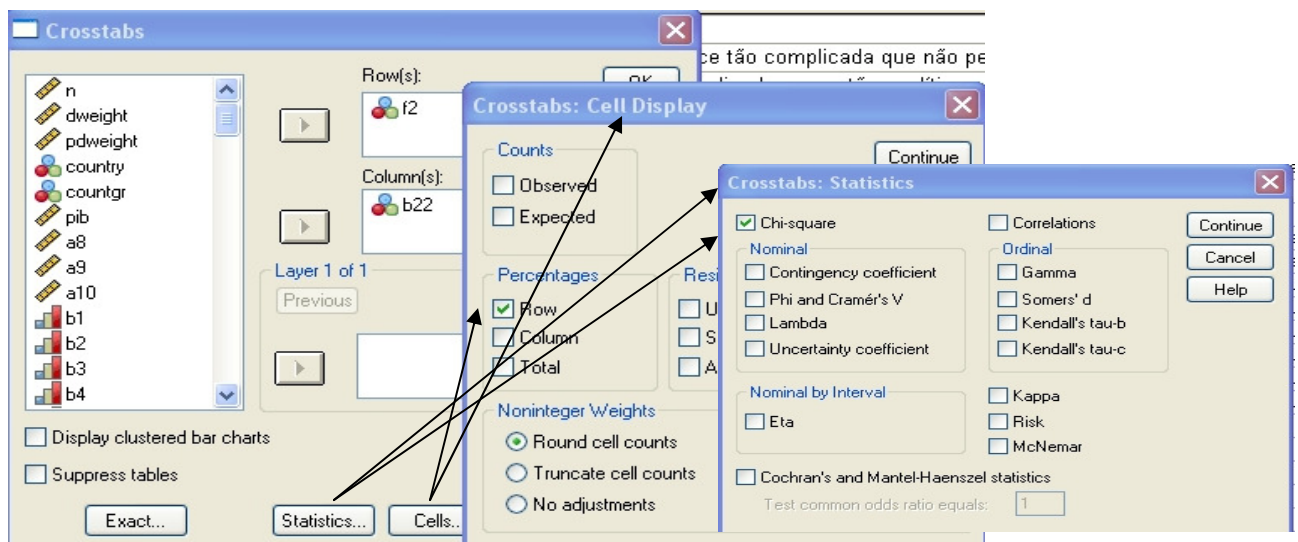 Crosstabs
ce tão complicada que não pe
n
dweight
pdweight
country
countgr
pib
a8
a9
a10
b1
b2
b3
b4
Row(s):
f2
Column(s):
b22
Layer 1 of 1
Previous
Display clustered bar charts
Suppress tables
Exact...
Statistics...
Cells..
Crosstabs: Cell Display
Continue
Counts
Observed
Expected
Percentages
Row
Column
Total
Resi
U
S
A
Noninteger Weights
Round cell counts
Truncate cell counts
No adjustments
Crosstabs: Statistics
Chi-square
Correlations
Continue
Cancel
Help
Nominal
Contingency coefficient
Phi and Cramér's V
Lambda
Uncertainty coefficient
Ordinal
Gamma
Somers' d
Kendall's tau-b
Kendall's tau-c
Nominal by Interval
Eta
Kappa
Risk
McNemar
Cochran's and Mantel-Haenszel statistics
Test common odds ratio equals:
1